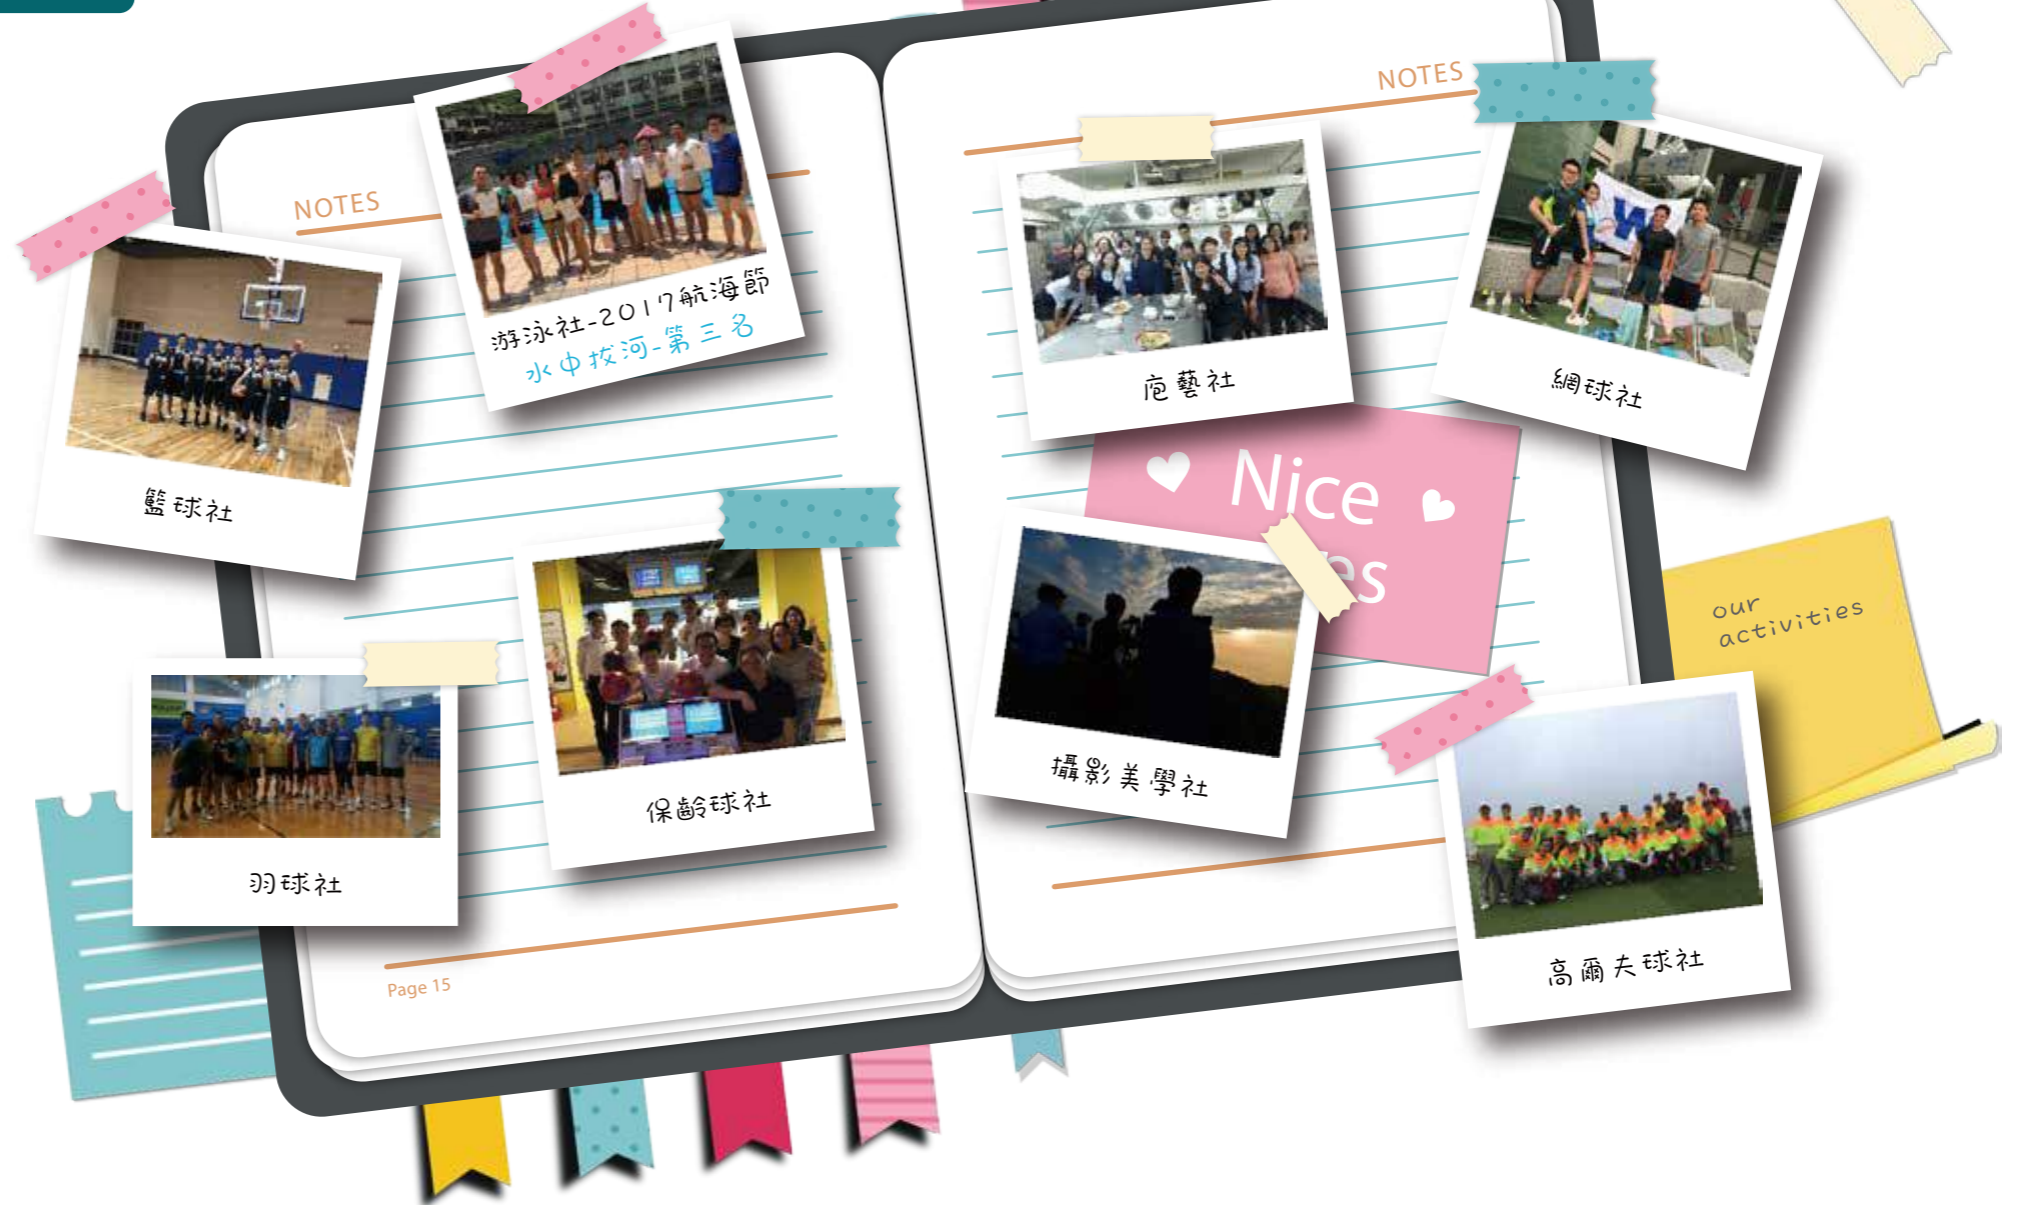 NOTES
游泳社-2017航海節
水中拔河-第三名
籃球社
保齡球社
羽球社
Page 15
NOTES
庖藝社
網球社
Nice
es
攝影美學社
our
activities
高爾夫球社